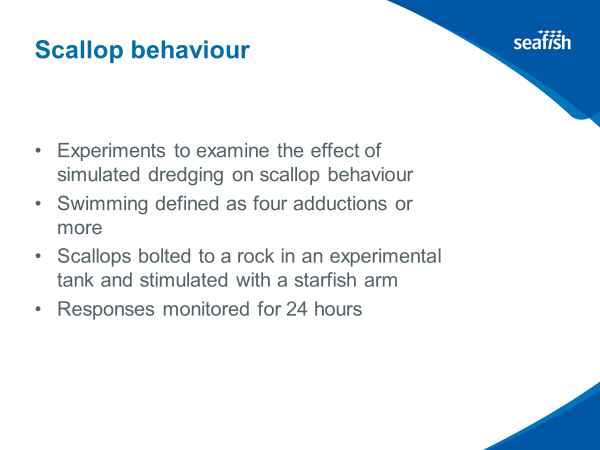 Scallop behaviour
seafish
• Experiments to examine the effect of
simulated dredging on scallop behaviour
• Swimming defined as four adductions or
more
• Scallops bolted to a rock in an experimental
tank and stimulated with a starfish arm
• Responses monitored for 24 hours